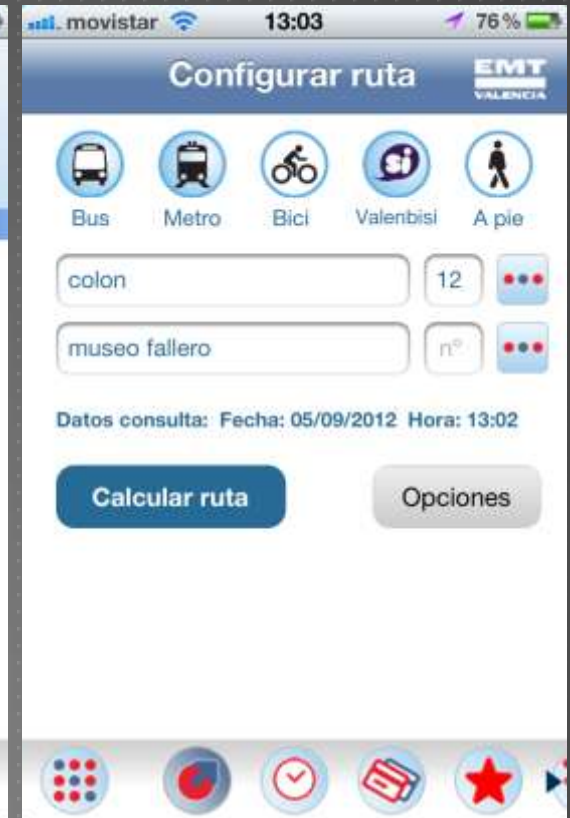 movistar 13:03 76 %
Configurar ruta EMT
VALENCIA
si
Bus Metro Bici Valenbisi A pie
colon 12
museo fallero nº
Datos consulta: Fecha: 05/09/2012 Hora: 13:02
Calcular ruta Opciones